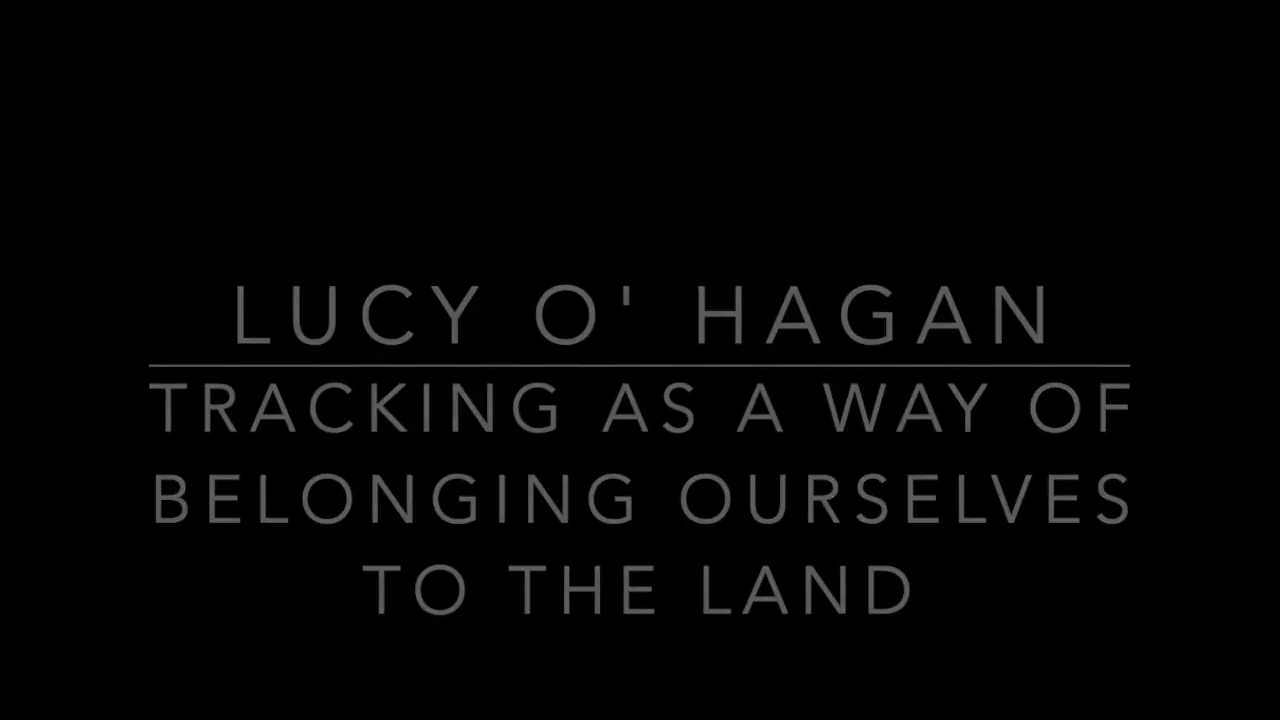 LUCY O' HAGAN
TRACKING AS A WAY OF
BELONGING OURSELVES
TO THE LAND